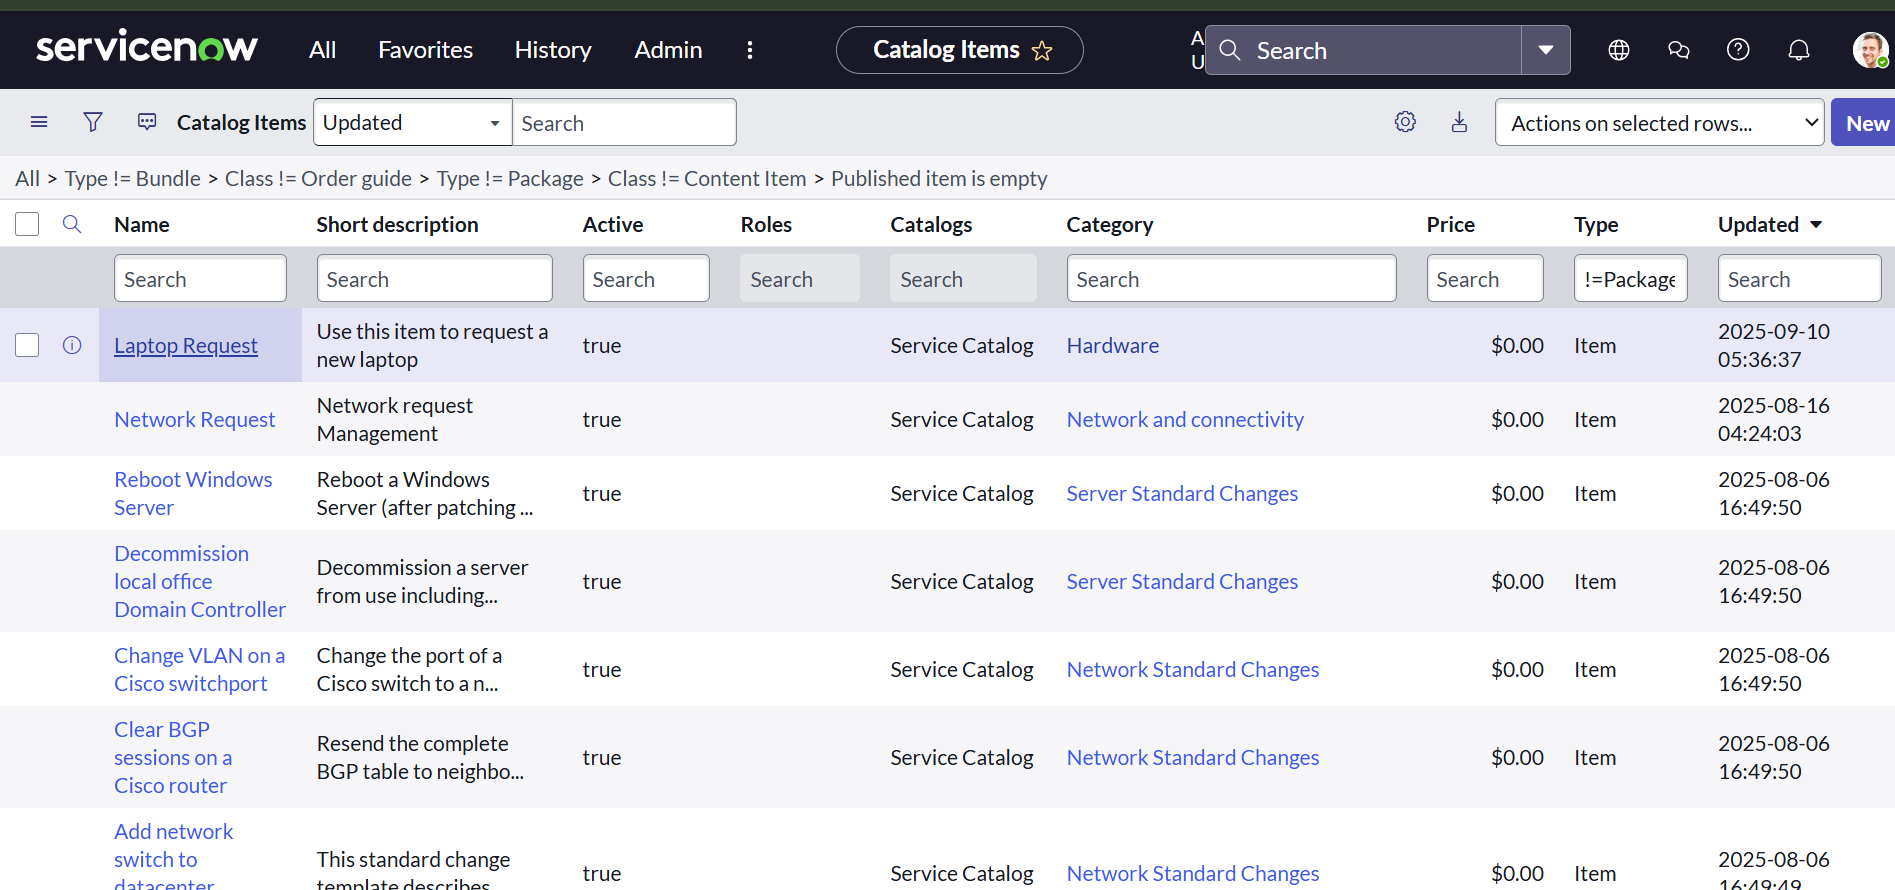 servicenow All Favorites History Admin Catalog Items A Search
U
Catalog Items Updated Search Actions on selected rows... New
All > Type != Bundle > Class != Order guide > Type != Package > Class != Content Item > Published item is empty
Name Short description Active Roles Catalogs Category Price Type Updated
Search Search Search Search Search Search Search !=Package Search
Laptop Request Use this item to request a new laptop true Service Catalog Hardware $0.00 Item 2025-09-10 05:36:37
Network Request Network request Management true Service Catalog Network and connectivity $0.00 Item 2025-08-16 04:24:03
Reboot Windows Server Reboot a Windows Server (after patching ... true Service Catalog Server Standard Changes $0.00 Item 2025-08-06 16:49:50
Decommission local office Domain Controller Decommission a server from use including... true Service Catalog Server Standard Changes $0.00 Item 2025-08-06 16:49:50
Change VLAN on a Cisco switchport Change the port of a Cisco switch to a n... true Service Catalog Network Standard Changes $0.00 Item 2025-08-06 16:49:50
Clear BGP sessions on a Cisco router Resend the complete BGP table to neighbo... true Service Catalog Network Standard Changes $0.00 Item 2025-08-06 16:49:50
Add network switch to datacenter This standard change template describes true Service Catalog Network Standard Changes $0.00 Item 2025-08-06 16:49:49